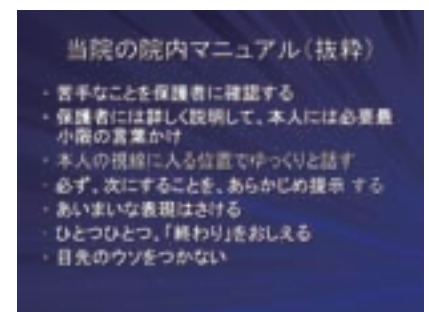 当院の院内マニュアル（抜粋）
・苦手なことを保護者に確認する
・保護者には詳しく説明して、本人には必要最
小限の言葉かけ
・本人の視線に入る位置でゆっくりと話す
・必ず、次にすることを、あらかじめ提示 する
・あいまいな表現はさける
・ひとつひとつ、「終わり」をおしえる
・目先のウソをつかない